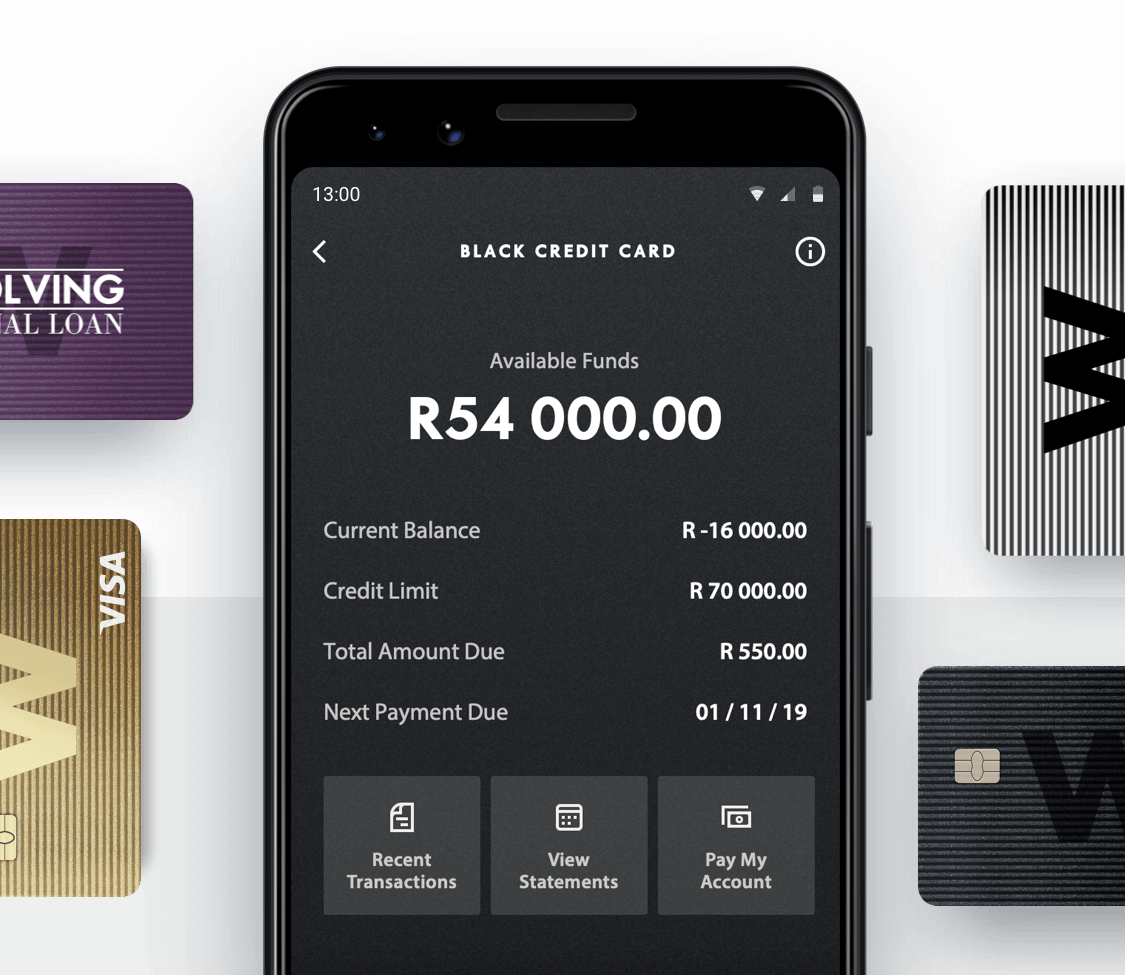 13:00
BLACK CREDIT CARD
Available Funds
R54 000.00
Current Balance R -16 000.00
Credit Limit R 70 000.00
Total Amount Due R 550.00
Next Payment Due 01 / 11 / 19
Recent
Transactions
View
Statements
Pay My
Account
LOAN
VISA
W
W
W